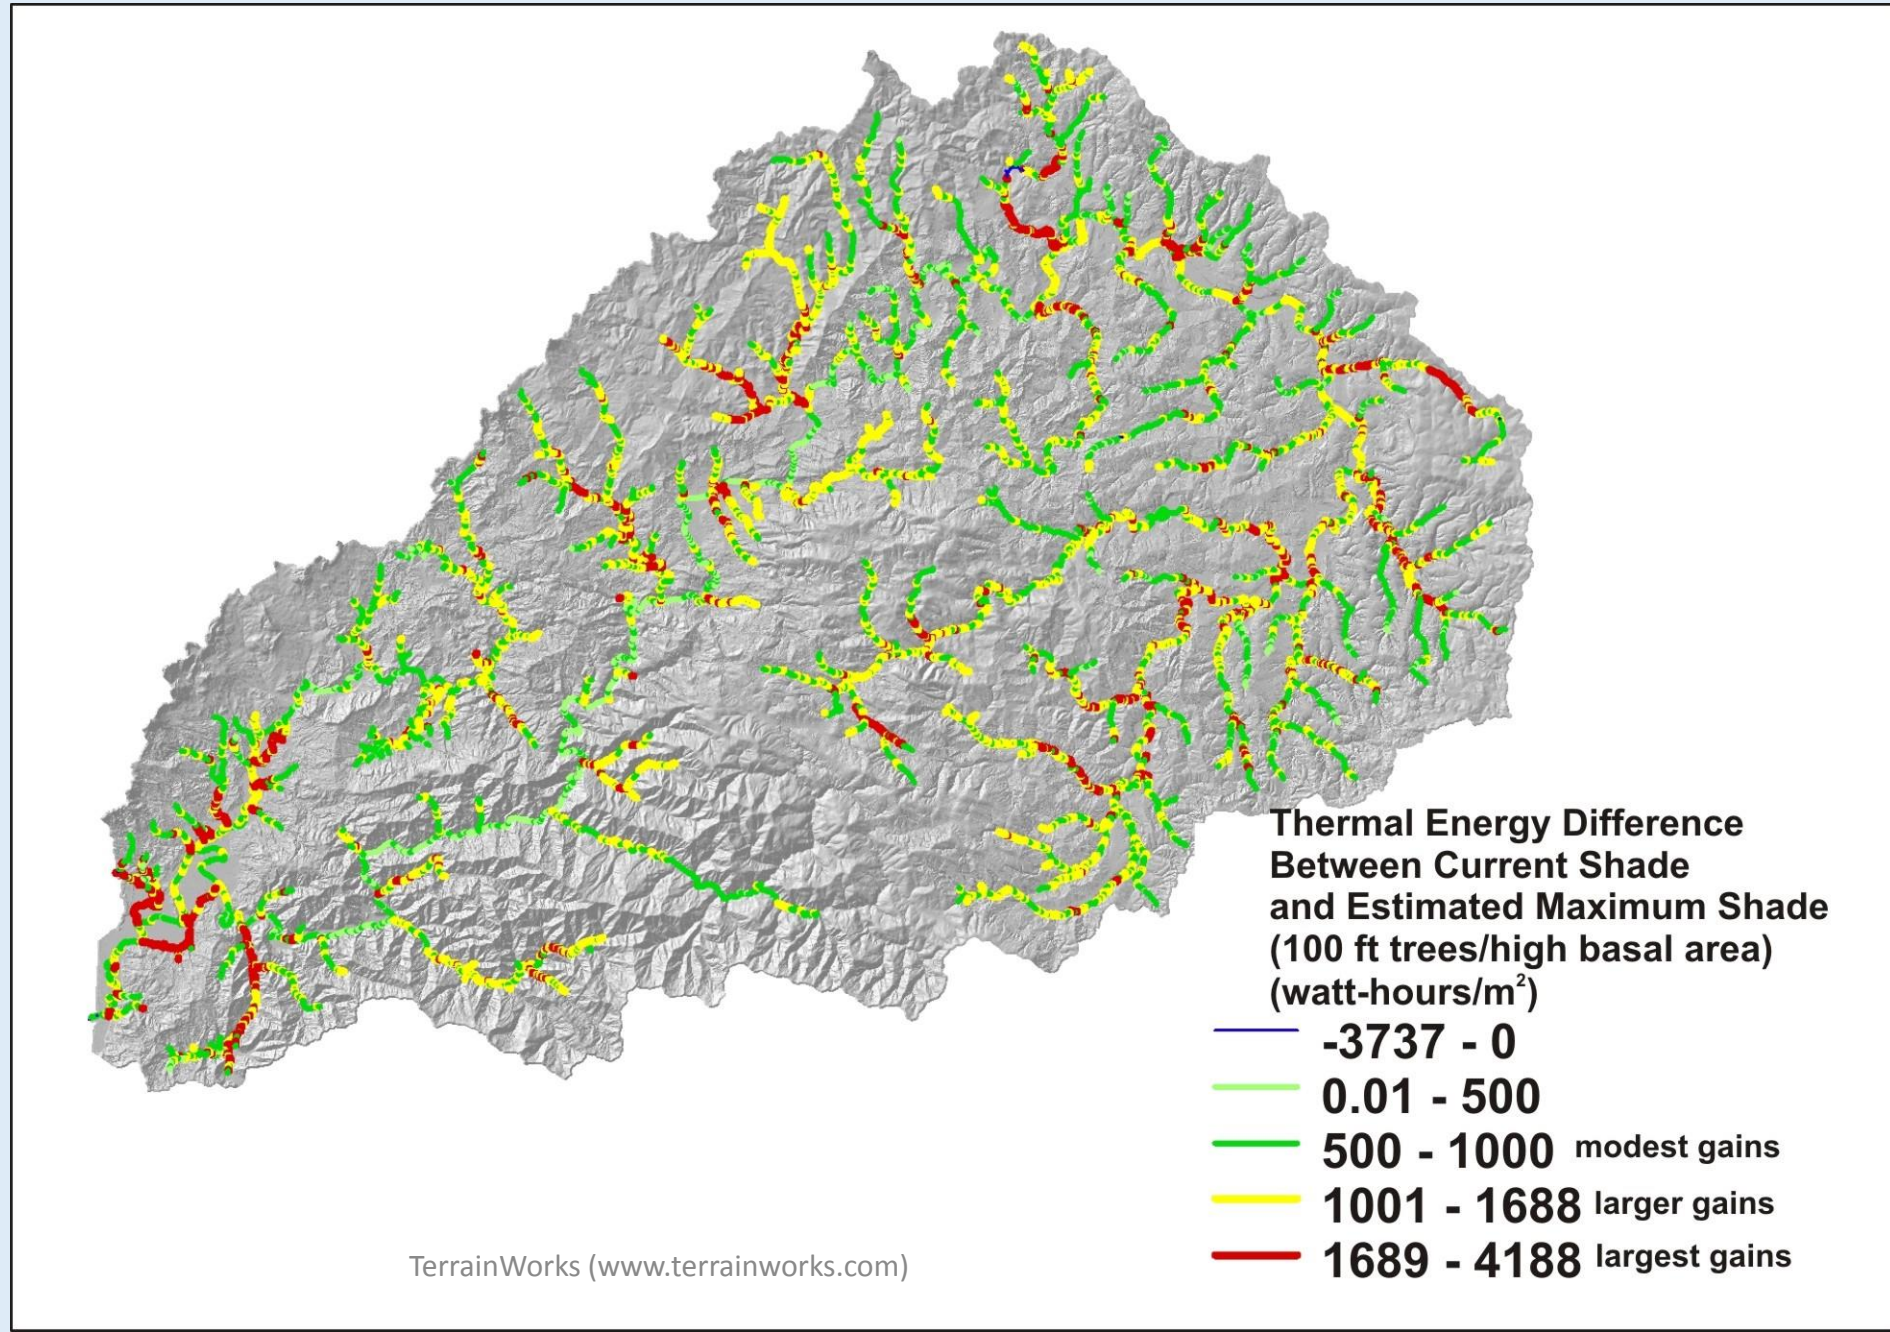 Thermal Energy Difference
Between Current Shade
and Estimated Maximum Shade
(100 ft trees/high basal area)
(watt-hours/m²)
-3737 - 0
0.01 - 500
500 - 1000 modest gains
1001 - 1688 larger gains
1689 - 4188 largest gains
TerrainWorks (www.terrainworks.com)